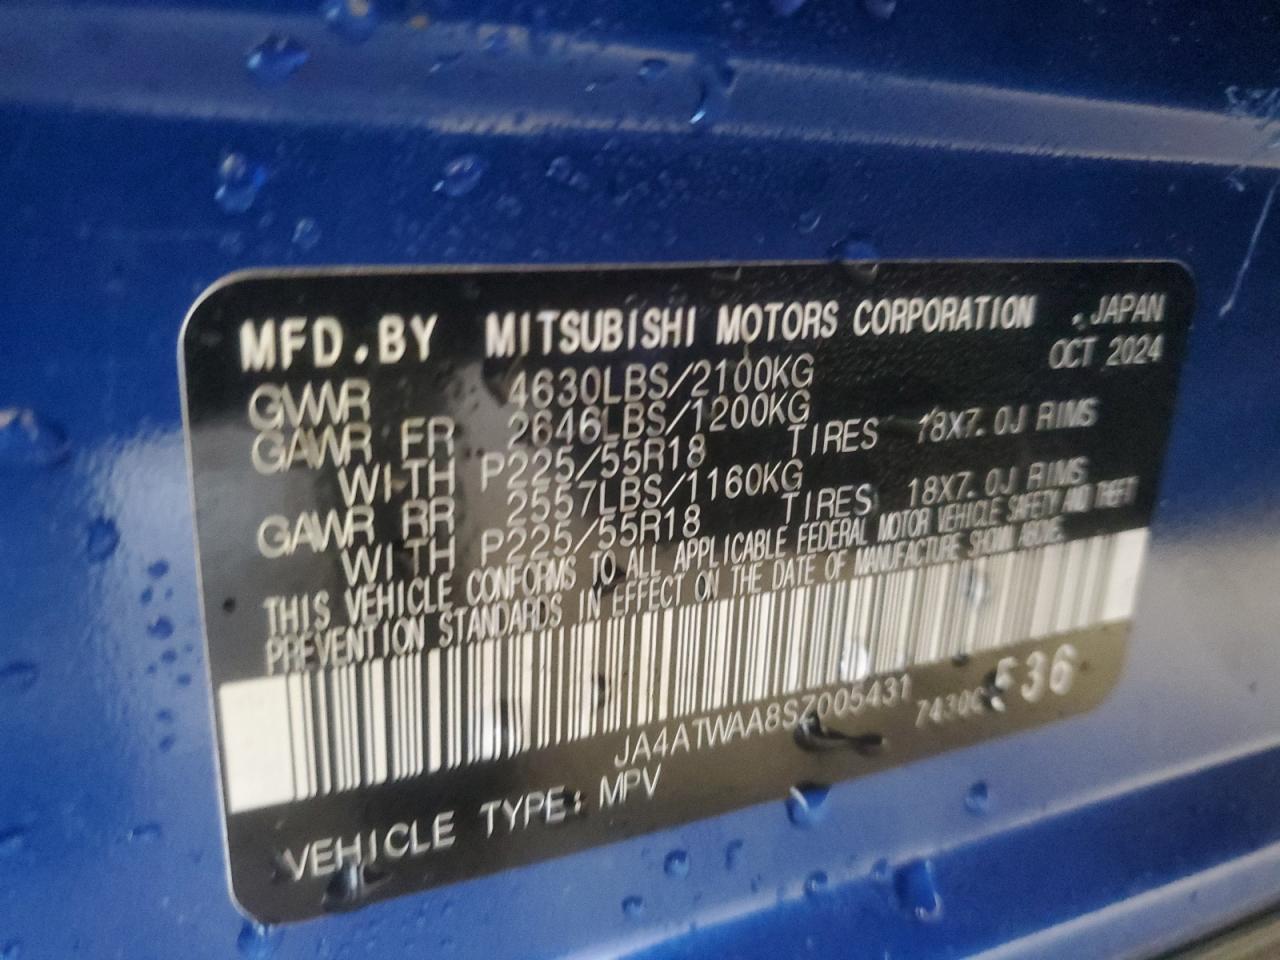 MFD.BY MITSUBISHI MOTORS CORPORATION . JAPAN
OCT 2024
GVWR 4630LBS/2100KG
GAWR FR 2646LBS/1200KG
WITH P225/55R18 TIRES 18X7.0J RIMS
GAWR RR 2557LBS/1160KG
WITH P225/55R18 TIRES 18X7.0J RIMS
THIS VEHICLE CONFORMS TO ALL APPLICABLE FEDERAL MOTOR VEHICLE SAFETY AND THEFT
PREVENTION STANDARDS IN EFFECT ON THE DATE OF MANUFACTURE SHOWN ABOVE.
JA4ATWAA8SZ005431
VEHICLE TYPE: MPV